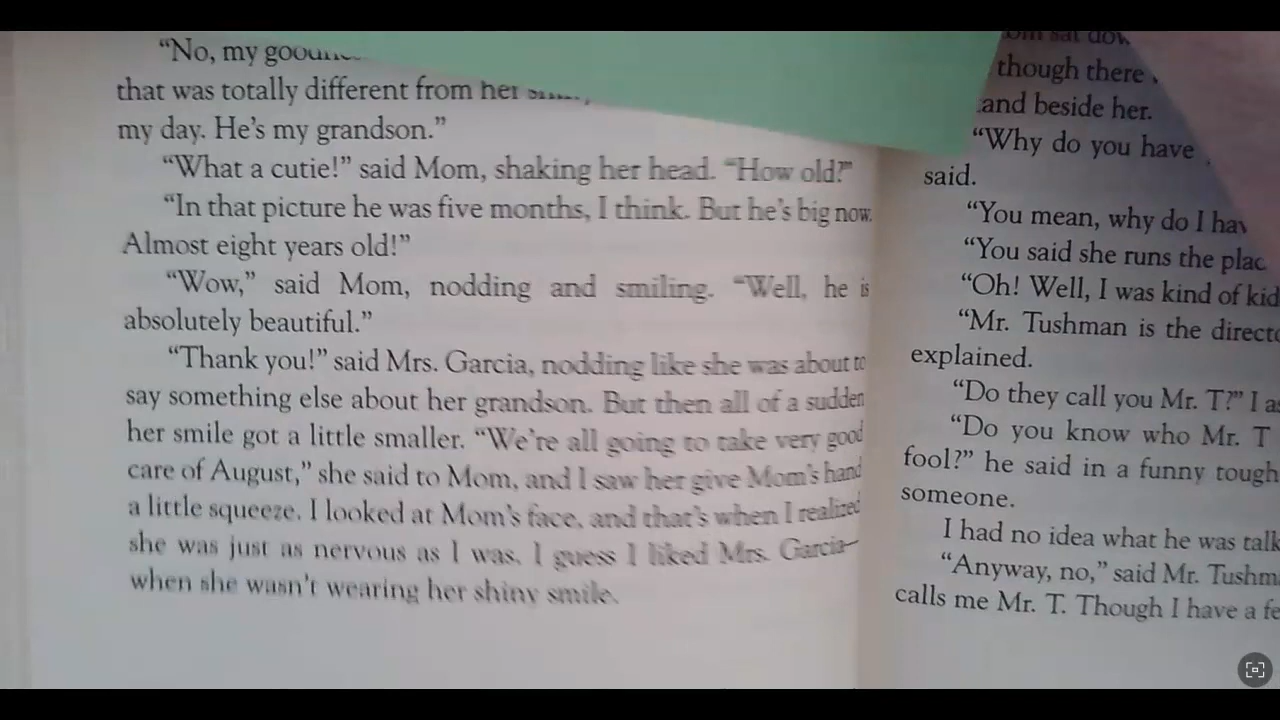 “No, my
that was totally different from her
my day. He’s my grandson.”
“What a cutie!” said Mom, shaking her head. “How old?”
“In that picture he was five months, I think. But he’s big now.
Almost eight years old!”
“Wow,” said Mom, nodding and smiling. “Well, he is
absolutely beautiful.”
“Thank you!” said Mrs. Garcia, nodding like she was about to
say something else about her grandson. But then all of a sudden
her smile got a little smaller. “We’re all going to take very good
care of August,” she said to Mom, and I saw her give Mom’s hand
a little squeeze. I looked at Mom’s face, and that’s when I realized
she was just as nervous as I was. I guess I liked Mrs. Garcia—
when she wasn’t wearing her shiny smile.
sat
though there
and beside her.
“Why do you have
said.
“You mean, why do I
“You said she runs the
“Oh! Well, I was kind of
“Mr. Tushman is the
explained.
“Do they call you Mr. T?” I
“Do you know who Mr. T
fool?” he said in a funny tough
someone.
I had no idea what he was
“Anyway, no,” said Mr.
calls me Mr. T. Though I have a